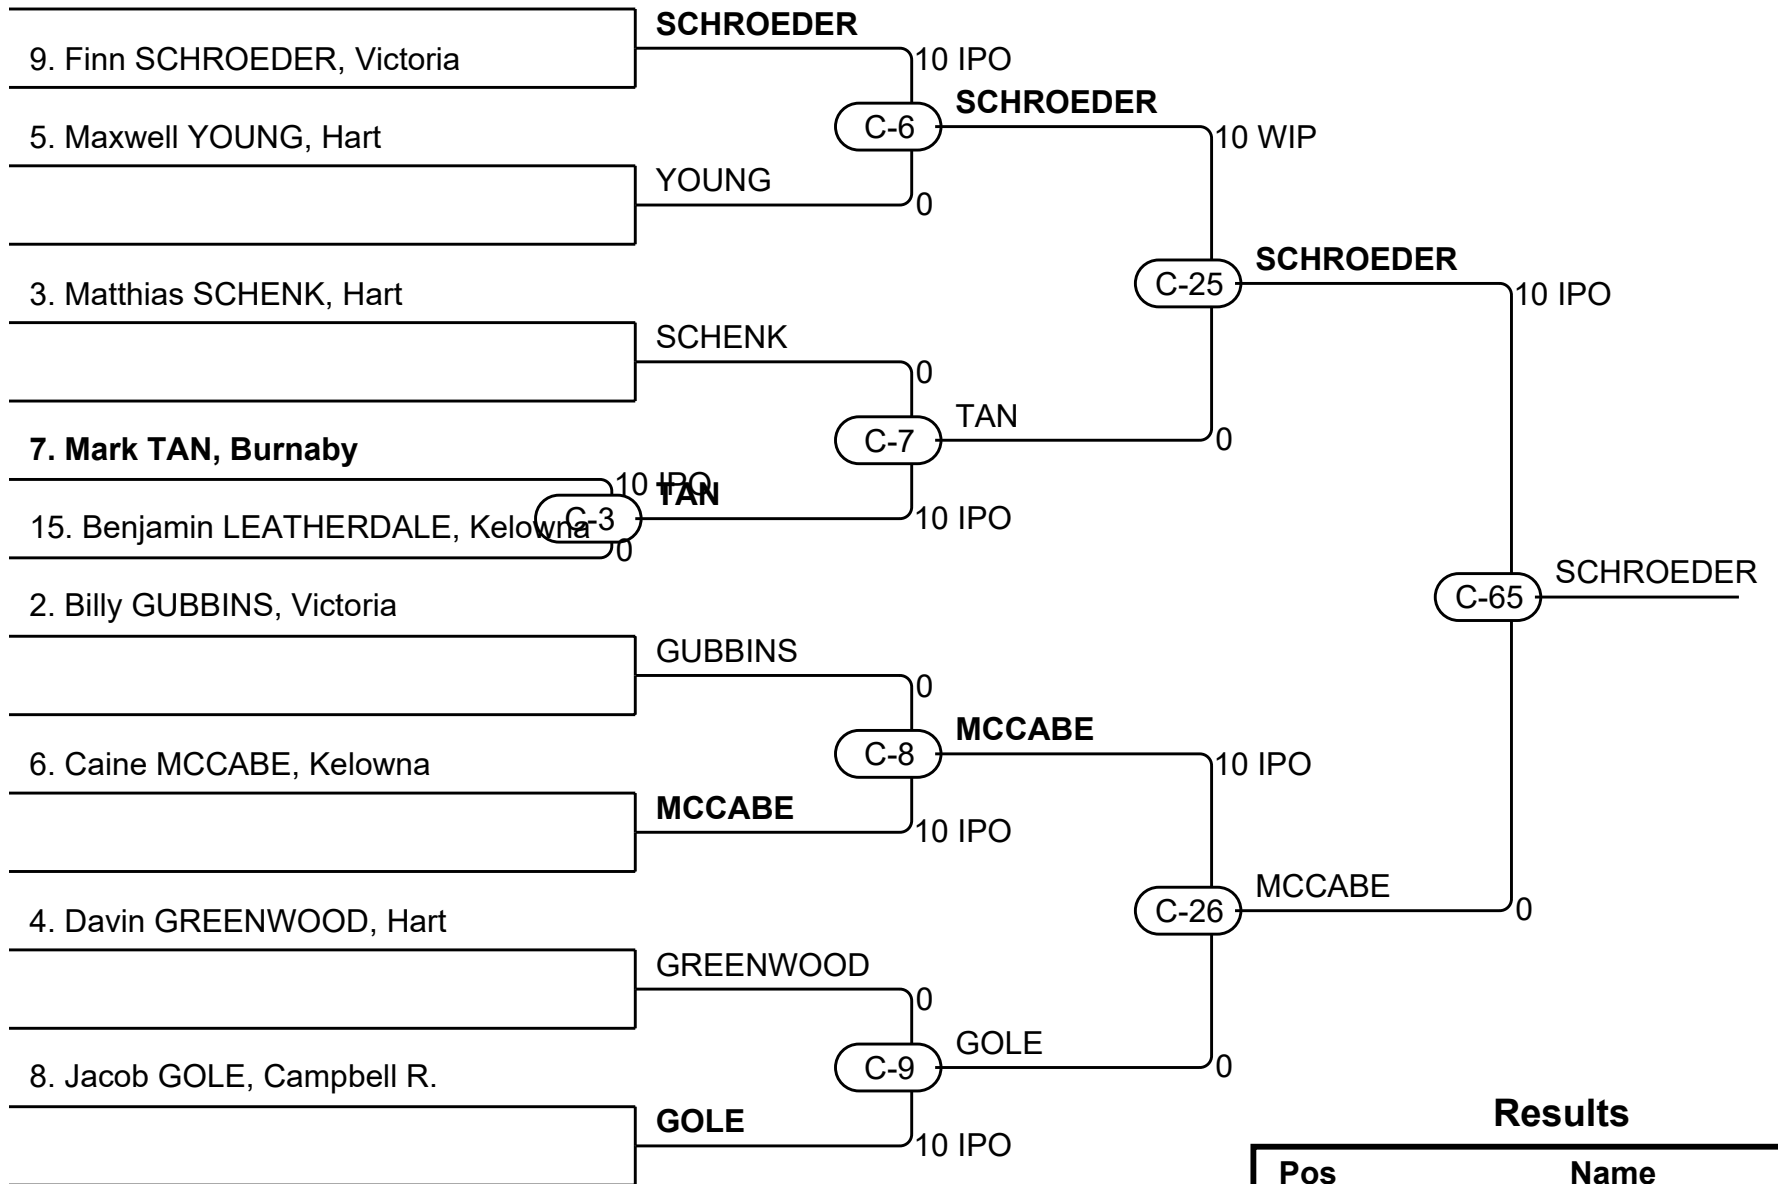 SCHROEDER
9. Finn SCHROEDER, Victoria
10 IPO
SCHROEDER
C-6
5. Maxwell YOUNG, Hart
10 WIP
YOUNG
0
SCHROEDER
C-25
3. Matthias SCHENK, Hart
10 IPO
SCHENK
0
TAN
C-7
0
7. Mark TAN, Burnaby
10 IPO
TAN
C-3
15. Benjamin LEATHERDALE, Kelowna
10 IPO
0
SCHROEDER
C-65
2. Billy GUBBINS, Victoria
GUBBINS
0
MCCABE
C-8
6. Caine MCCABE, Kelowna
10 IPO
MCCABE
10 IPO
MCCABE
C-26
0
4. Davin GREENWOOD, Hart
GREENWOOD
0
GOLE
C-9
0
8. Jacob GOLE, Campbell R.
GOLE
10 IPO
Results
Pos Name